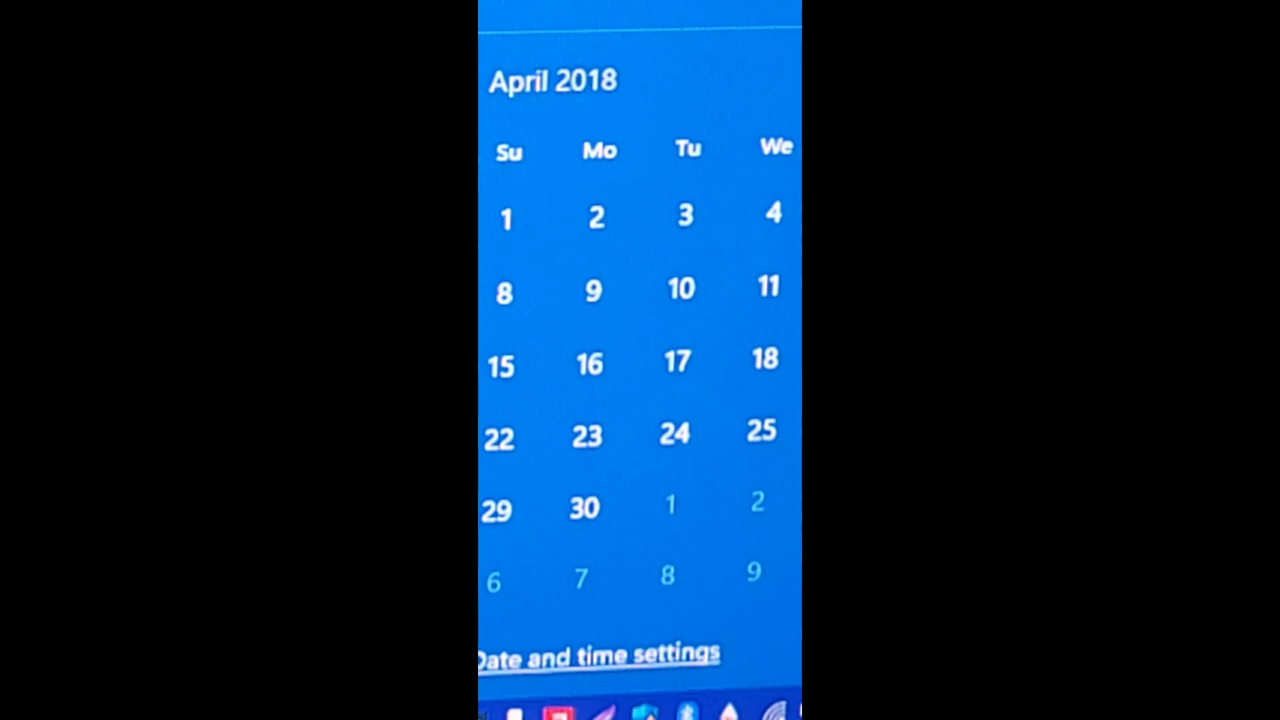 April 2018
Su Mo Tu We
1 2 3 4
8 9 10 11
15 16 17 18
22 23 24 25
29 30 1 2
6 7 8 9
Date and time settings